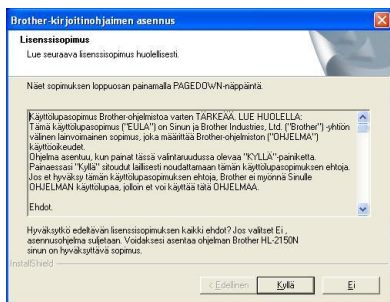 Brother-kirjoitinohjaimen asennus
Lisenssisopimus
Lue seuraava lisenssisopimus huolellisesti.
Näet sopimuksen loppuosan painamalla PAGEDOWN-näppäintä.
Käyttölupasopimus Brother-ohjelmistoa varten TÄRKEÄÄ. LUE HUOLELLA:
Tämä käyttölupasopimus ("EULA") on Sinun ja Brother Industries, Ltd. ("Brother") -yhtiön
välinen lainvoimainen sopimus, joka määrittää Brother-ohjelmiston ("OHJELMA")
käyttöoikeudet.
Ohjelma asentuu, kun painat tässä valintaruudussa olevaa "KYLLÄ"-painiketta.
Painaessasi "Kyllä" sitoudut laillisesti noudattamaan tämän käyttölupasopimuksen ehtoja.
Jos et hyväksy tämän käyttölupasopimuksen ehtoja, Brother ei myönnä Sinulle
OHJELMAN käyttölupaa, jolloin et voi käyttää tätä OHJELMAA.
Ehdot.
Hyväksytkö edeltävän lisenssisopimuksen kaikki ehdot? Jos valitset Ei ,
asennusohjelma suljetaan. Voidaksesi asentaa ohjelman Brother HL-2150N
sinun on hyväksyttävä sopimus.
InstallShield
< Edellinen Kyllä Ei